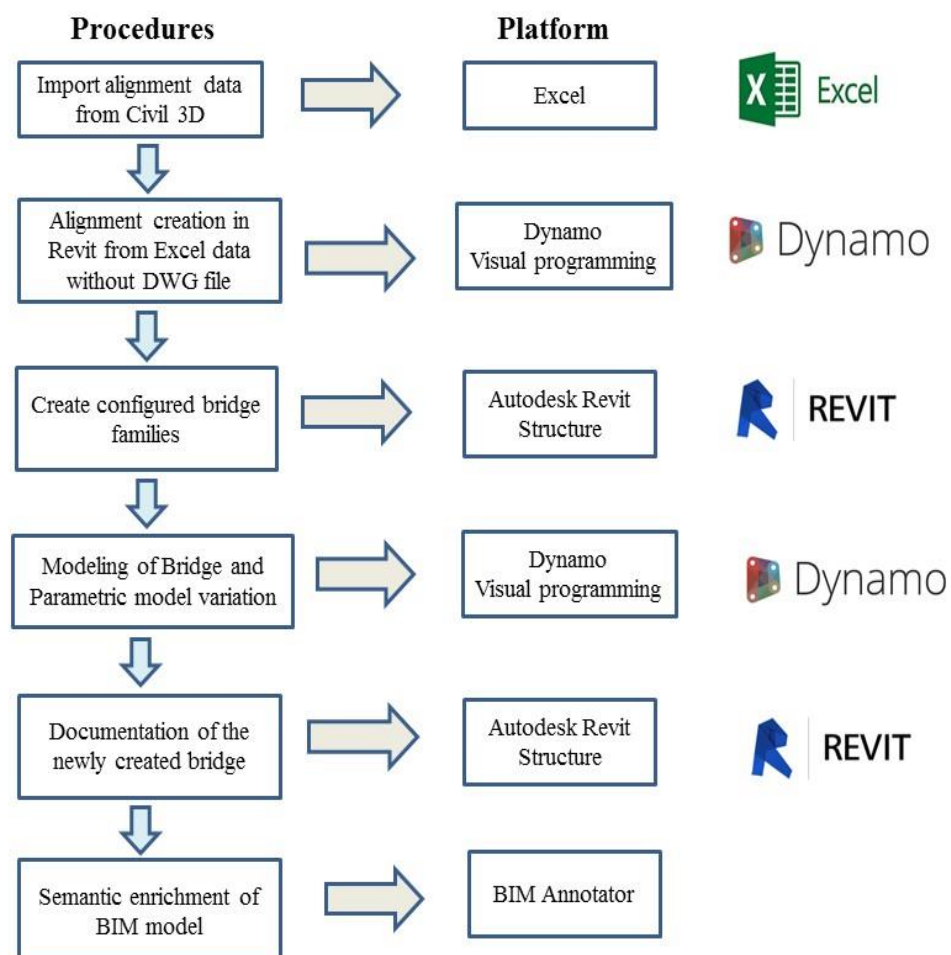 Procedures
Platform
Import alignment data
from Civil 3D
Excel
X
Excel
Alignment creation in
Revit from Excel data
without DWG file
Dynamo
Visual programming
Dynamo
Create configured bridge
families
Autodesk Revit
Structure
REVIT
Modeling of Bridge and
Parametric model variation
Dynamo
Visual programming
Dynamo
Documentation of the
newly created bridge
Autodesk Revit
Structure
REVIT
Semantic enrichment of
BIM model
BIM Annotator